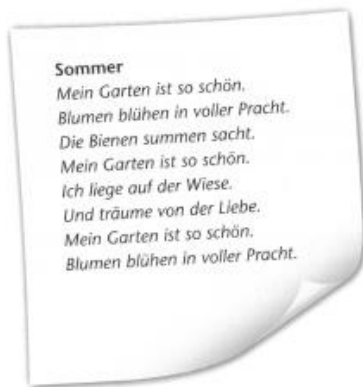 Sommer
Mein Garten ist so schön.
Blumen blühen in voller Pracht.
Die Bienen summen sacht.
Mein Garten ist so schön.
Ich liege auf der Wiese.
Und träume von der Liebe.
Mein Garten ist so schön.
Blumen blühen in voller Pracht.